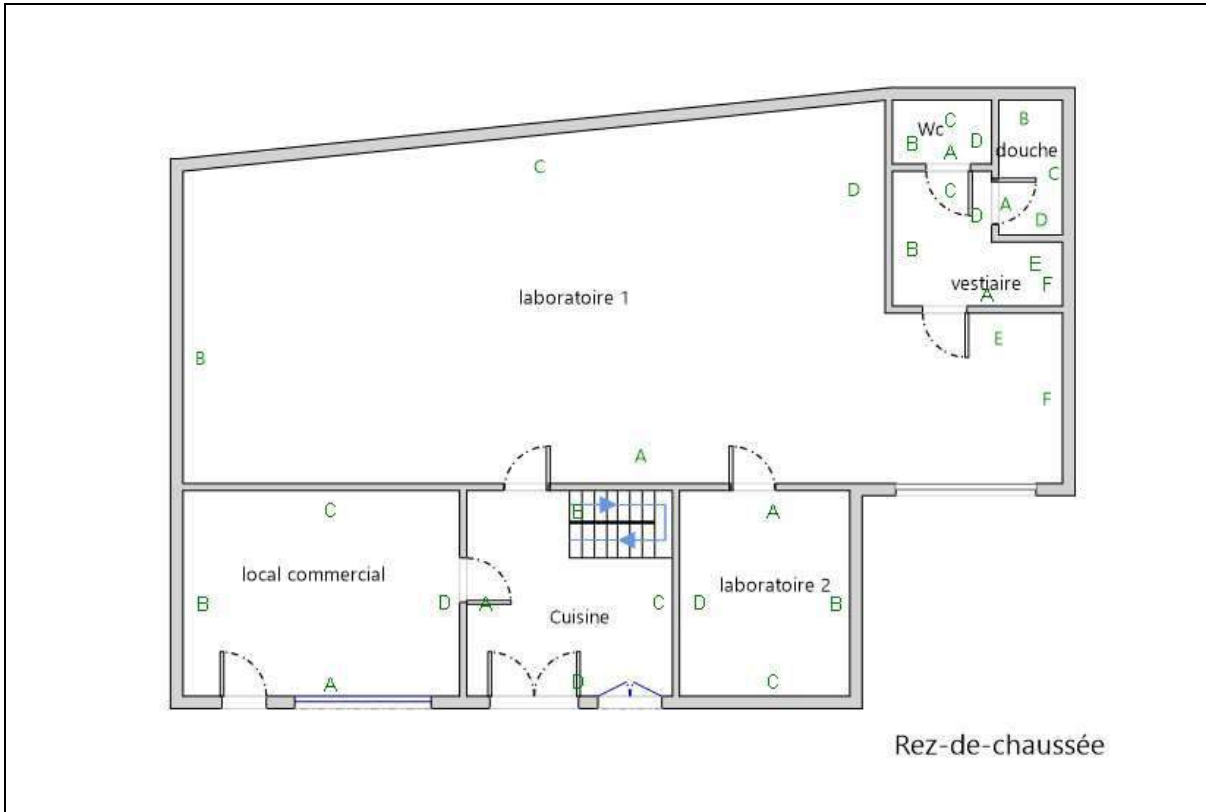 C
Wc
B
D
A
B
douche
C
C
D
D
A
D
B
E
F
vestiaire
A
laboratoire 1
E
B
F
A
C
B
A
local commercial
laboratoire 2
B
D
A
C
D
B
Cuisine
A
D
C
Rez-de-chaussée